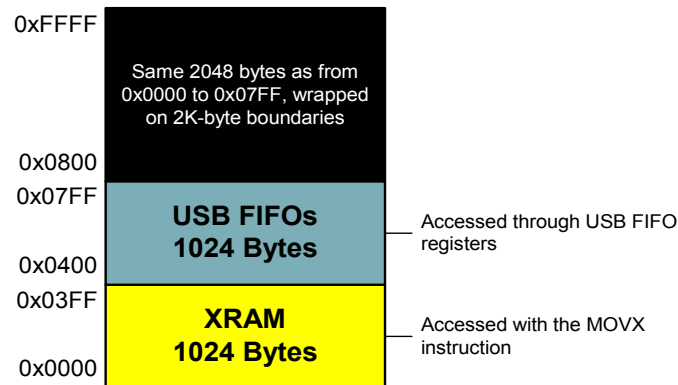 0xFFFF
Same 2048 bytes as from
0x0000 to 0x07FF, wrapped
on 2K-byte boundaries
0x0800
0x07FF
USB FIFOs
1024 Bytes
Accessed through USB FIFO
registers
0x0400
0x03FF
XRAM
1024 Bytes
Accessed with the MOVX
instruction
0x0000